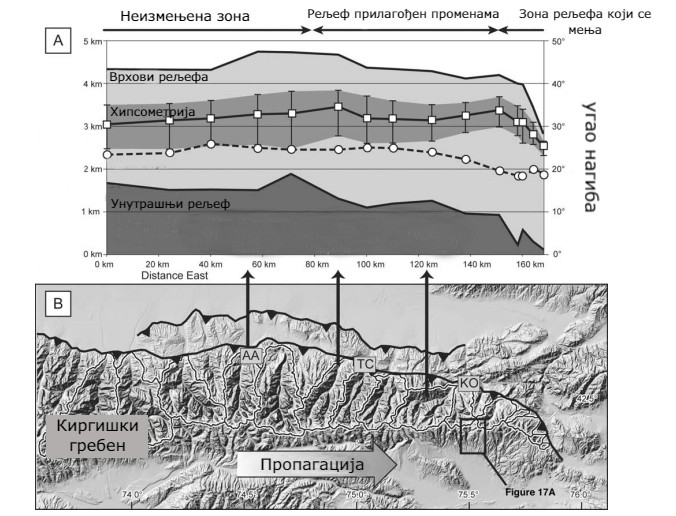 Неизмењена зона
Рељеф прилагођен променама
Зона рељефа који се
мења
A
5 km
4 km
3 km
2 km
1 km
0 km
50°
40°
30°
20°
10°
0°
Врхови рељефа
Хипсометрија
Унутрашњи рељеф
угао нагиба
0 km
20 km
40 km
60 km
80 km
100 km
120 km
140 km
160 km
Distance East
B
AA
TC
KO
42.5°
Киргишки
гребен
Пропагација
74.0°
74.5°
75.0°
75.5°
76.0°
Figure 17A